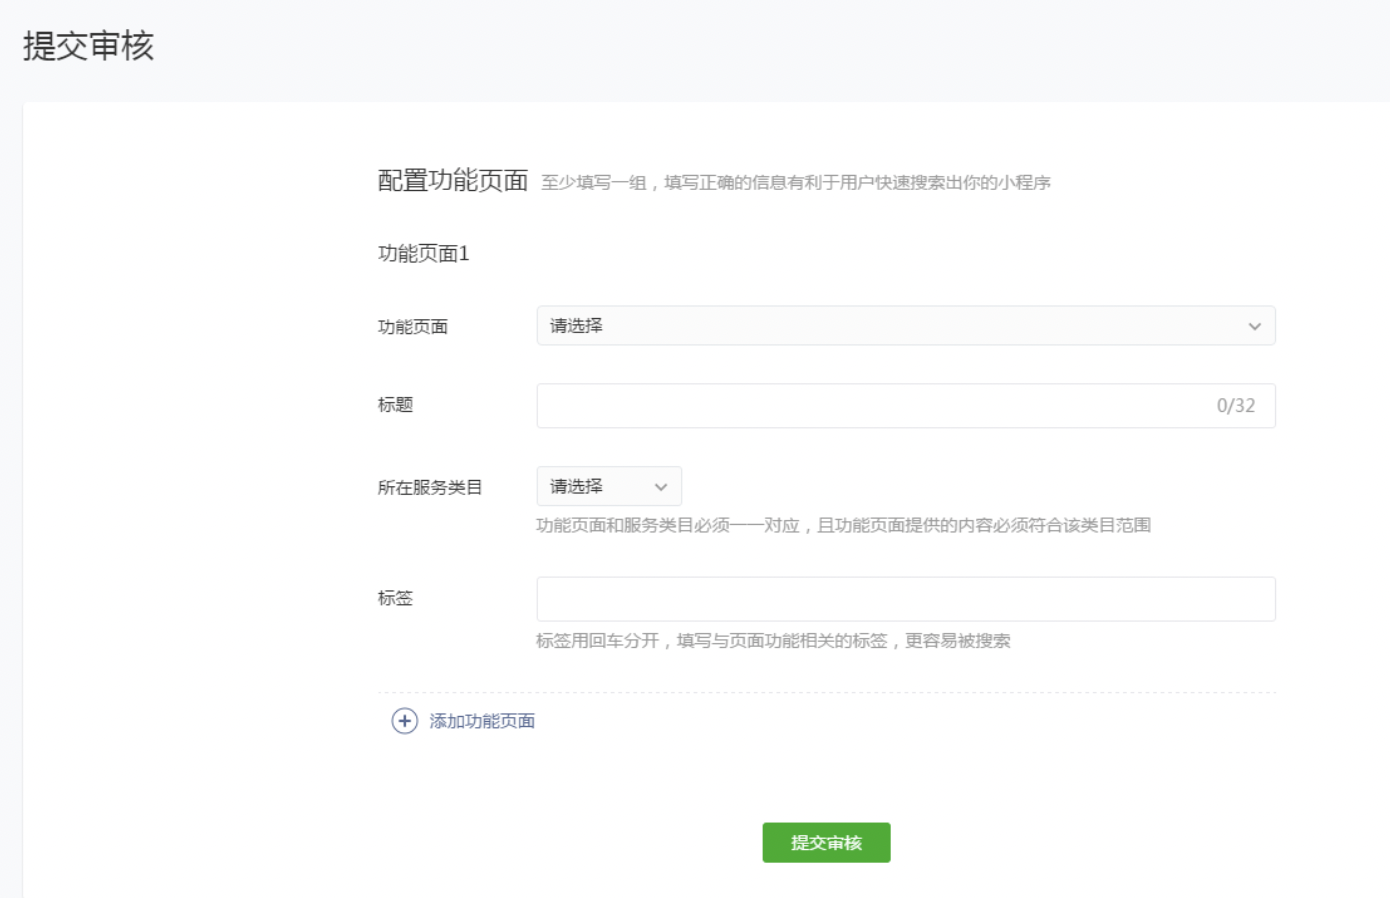 提交审核
配置功能页面 至少填写一组，填写正确的信息有利于用户快速搜索出你的小程序
功能页面1
功能页面 请选择
标题 0/32
所在服务类目 请选择
功能页面和服务类目必须一一对应，且功能页面提供的内容必须符合该类目范围
标签
标签用回车分开，填写与页面功能相关的标签，更容易被搜索
添加功能页面
提交审核